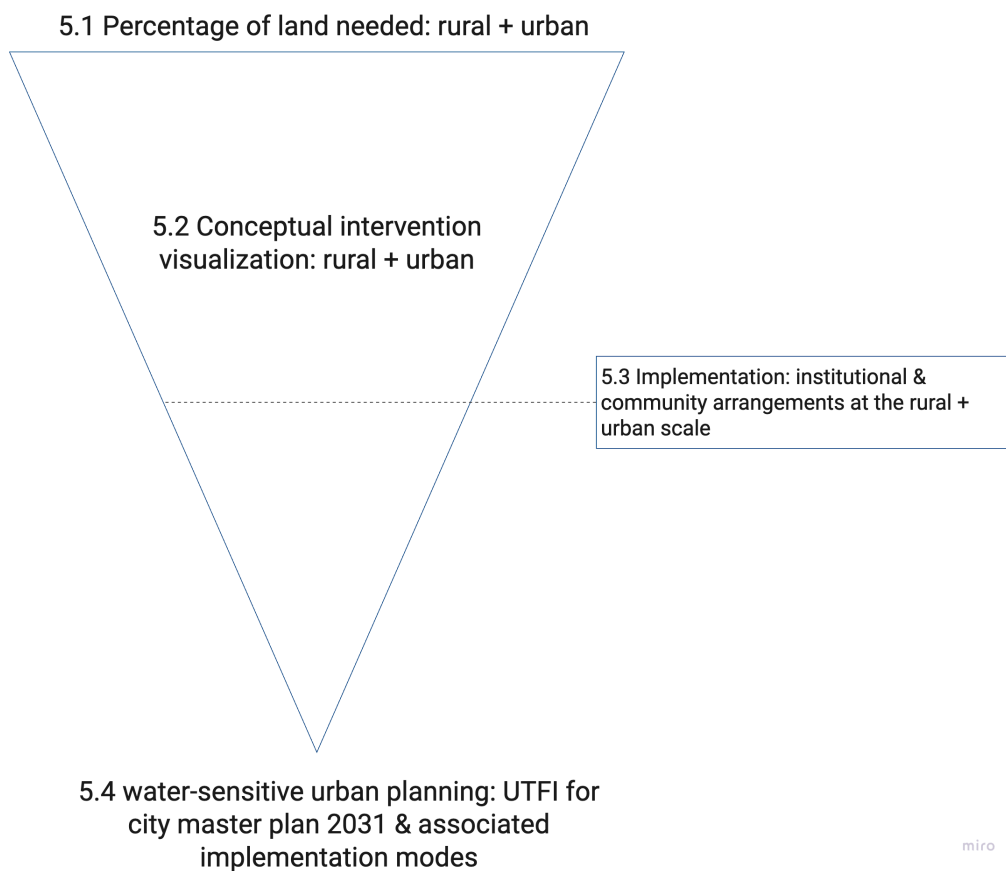 5.1 Percentage of land needed: rural + urban
5.2 Conceptual intervention
visualization: rural + urban
5.3 Implementation: institutional &
community arrangements at the rural +
urban scale
5.4 water-sensitive urban planning: UTFI for
city master plan 2031 & associated
implementation modes
miro